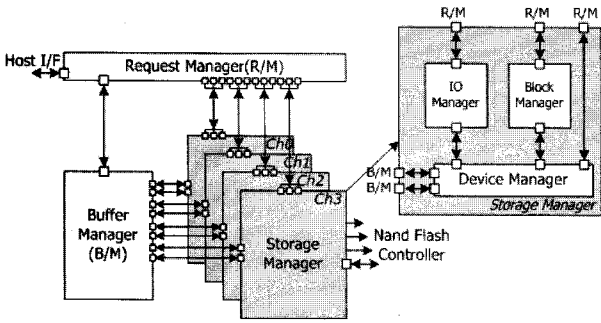 R/M R/M R/M
Host I/F
Request Manager(R/M)
IO
Manager
Block
Manager
Ch0
Ch1
Ch2
Ch3
B/M
B/M
Device Manager
Storage Manager
Buffer
Manager
(B/M)
Storage
Manager
Nand Flash
Controller